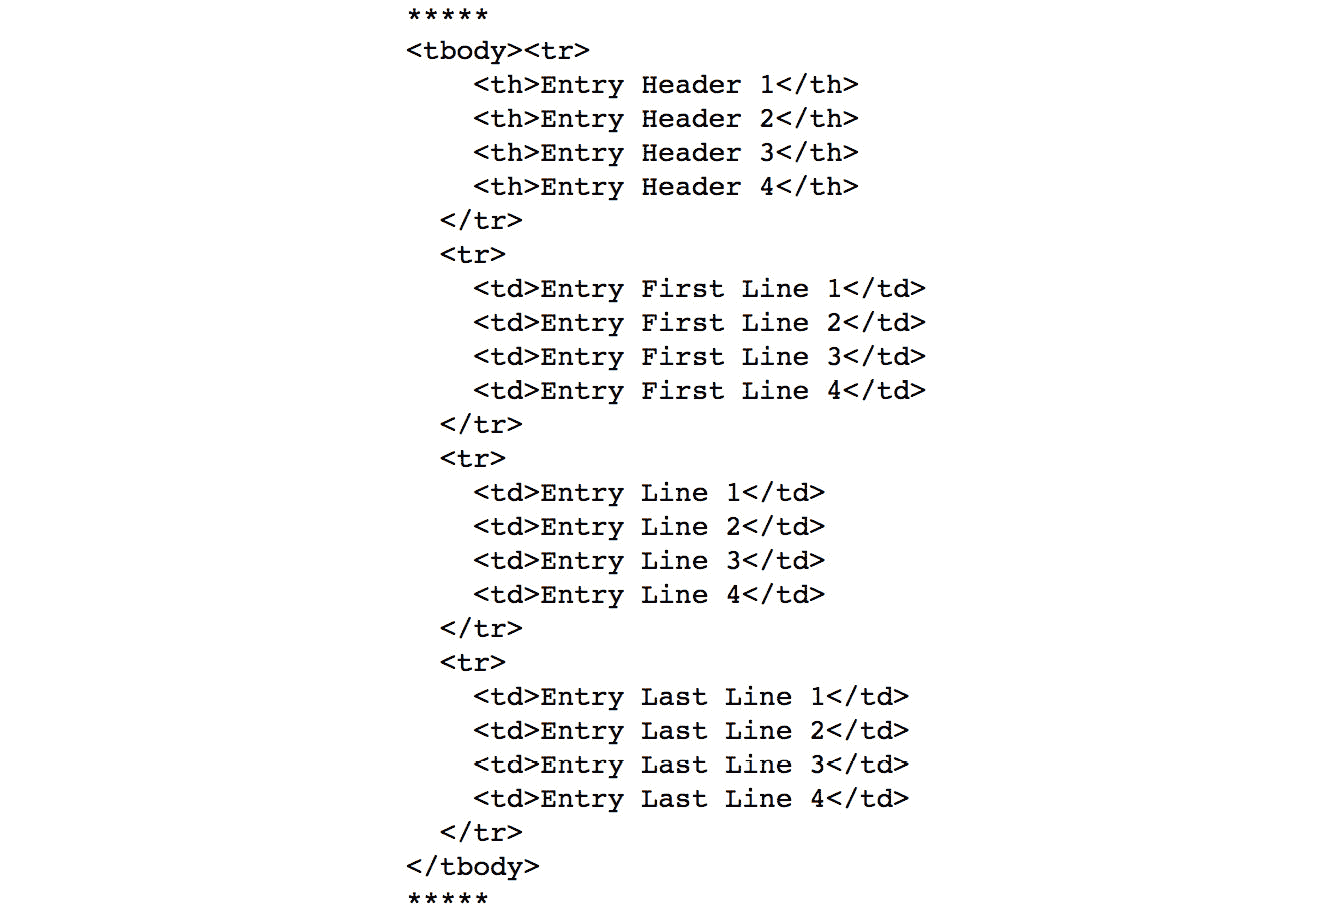 *****
<tbody><tr>
    <th>Entry Header 1</th>
    <th>Entry Header 2</th>
    <th>Entry Header 3</th>
    <th>Entry Header 4</th>
  </tr>
  <tr>
    <td>Entry First Line 1</td>
    <td>Entry First Line 2</td>
    <td>Entry First Line 3</td>
    <td>Entry First Line 4</td>
  </tr>
  <tr>
    <td>Entry Line 1</td>
    <td>Entry Line 2</td>
    <td>Entry Line 3</td>
    <td>Entry Line 4</td>
  </tr>
  <tr>
    <td>Entry Last Line 1</td>
    <td>Entry Last Line 2</td>
    <td>Entry Last Line 3</td>
    <td>Entry Last Line 4</td>
  </tr>
</tbody>
*****